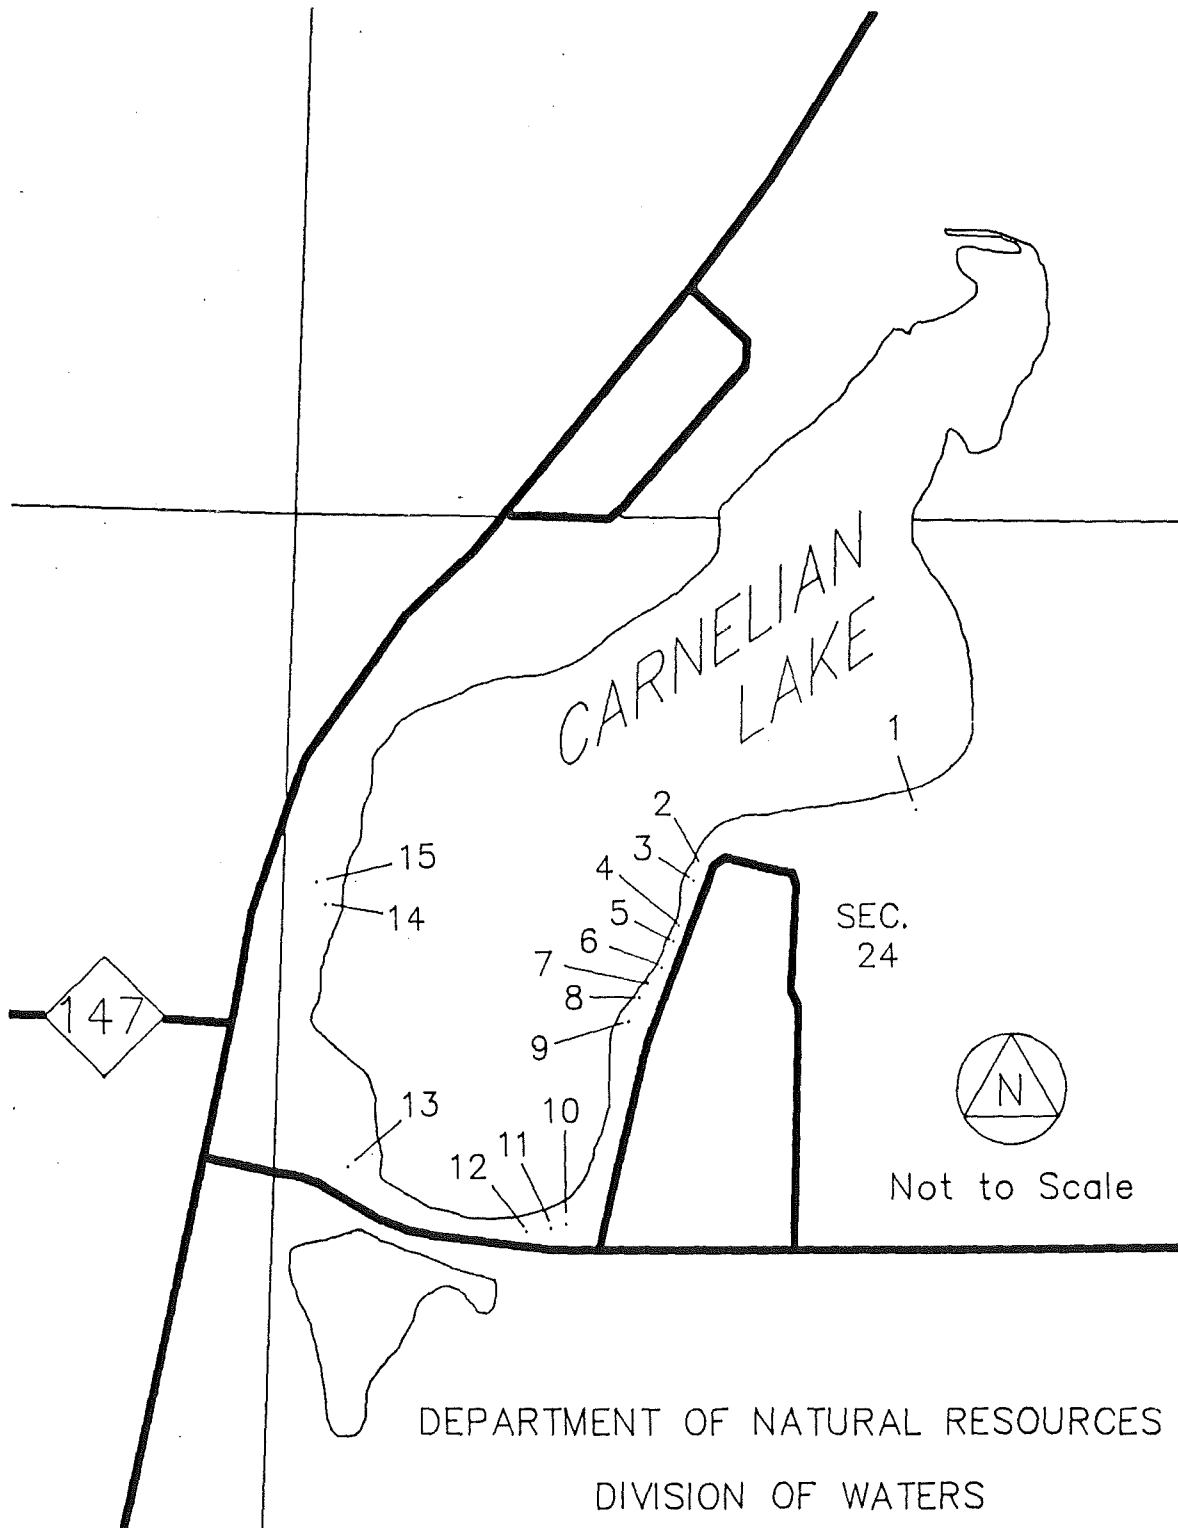 CARNELIAN
LAKE
1
2
3
4
5
6
7
8
9
10
11
12
13
14
15
SEC.
24
147
N
Not to Scale
DEPARTMENT OF NATURAL RESOURCES
DIVISION OF WATERS